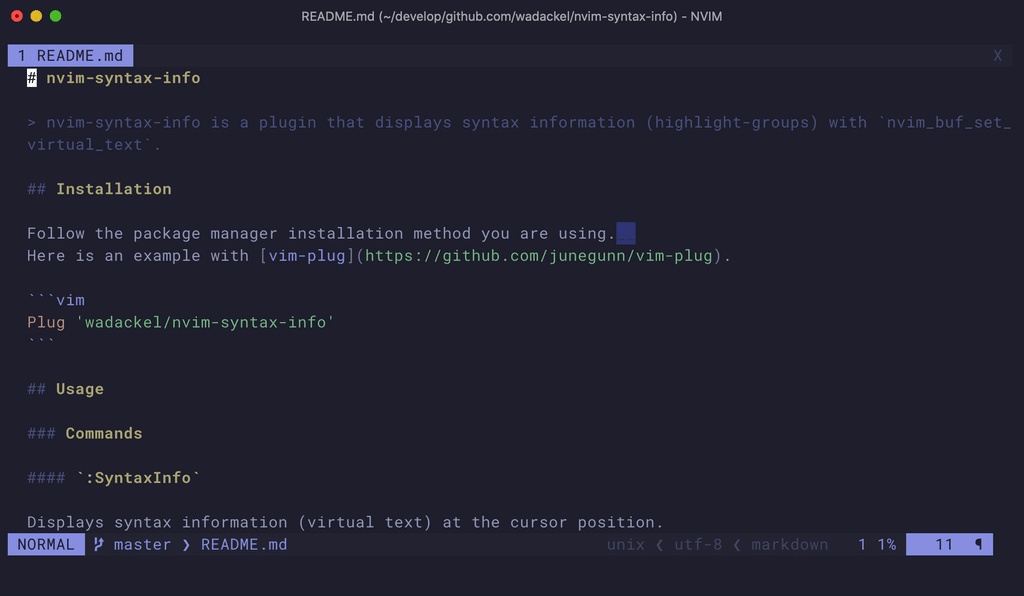 README.md (~/develop/github.com/wadackel/nvim-syntax-info) - NVIM
1 README.md X
# nvim-syntax-info
> nvim-syntax-info is a plugin that displays syntax information (highlight-groups) with `nvim_buf_set_
virtual_text`.
## Installation
Follow the package manager installation method you are using.
Here is an example with [vim-plug](https://github.com/junegunn/vim-plug).
```vim
Plug 'wadackel/nvim-syntax-info'
```
## Usage
### Commands
#### `:SyntaxInfo`
Displays syntax information (virtual text) at the cursor position.
NORMAL master ❯ README.md unix ❮ utf-8 ❮ markdown 1 1% 11 ¶